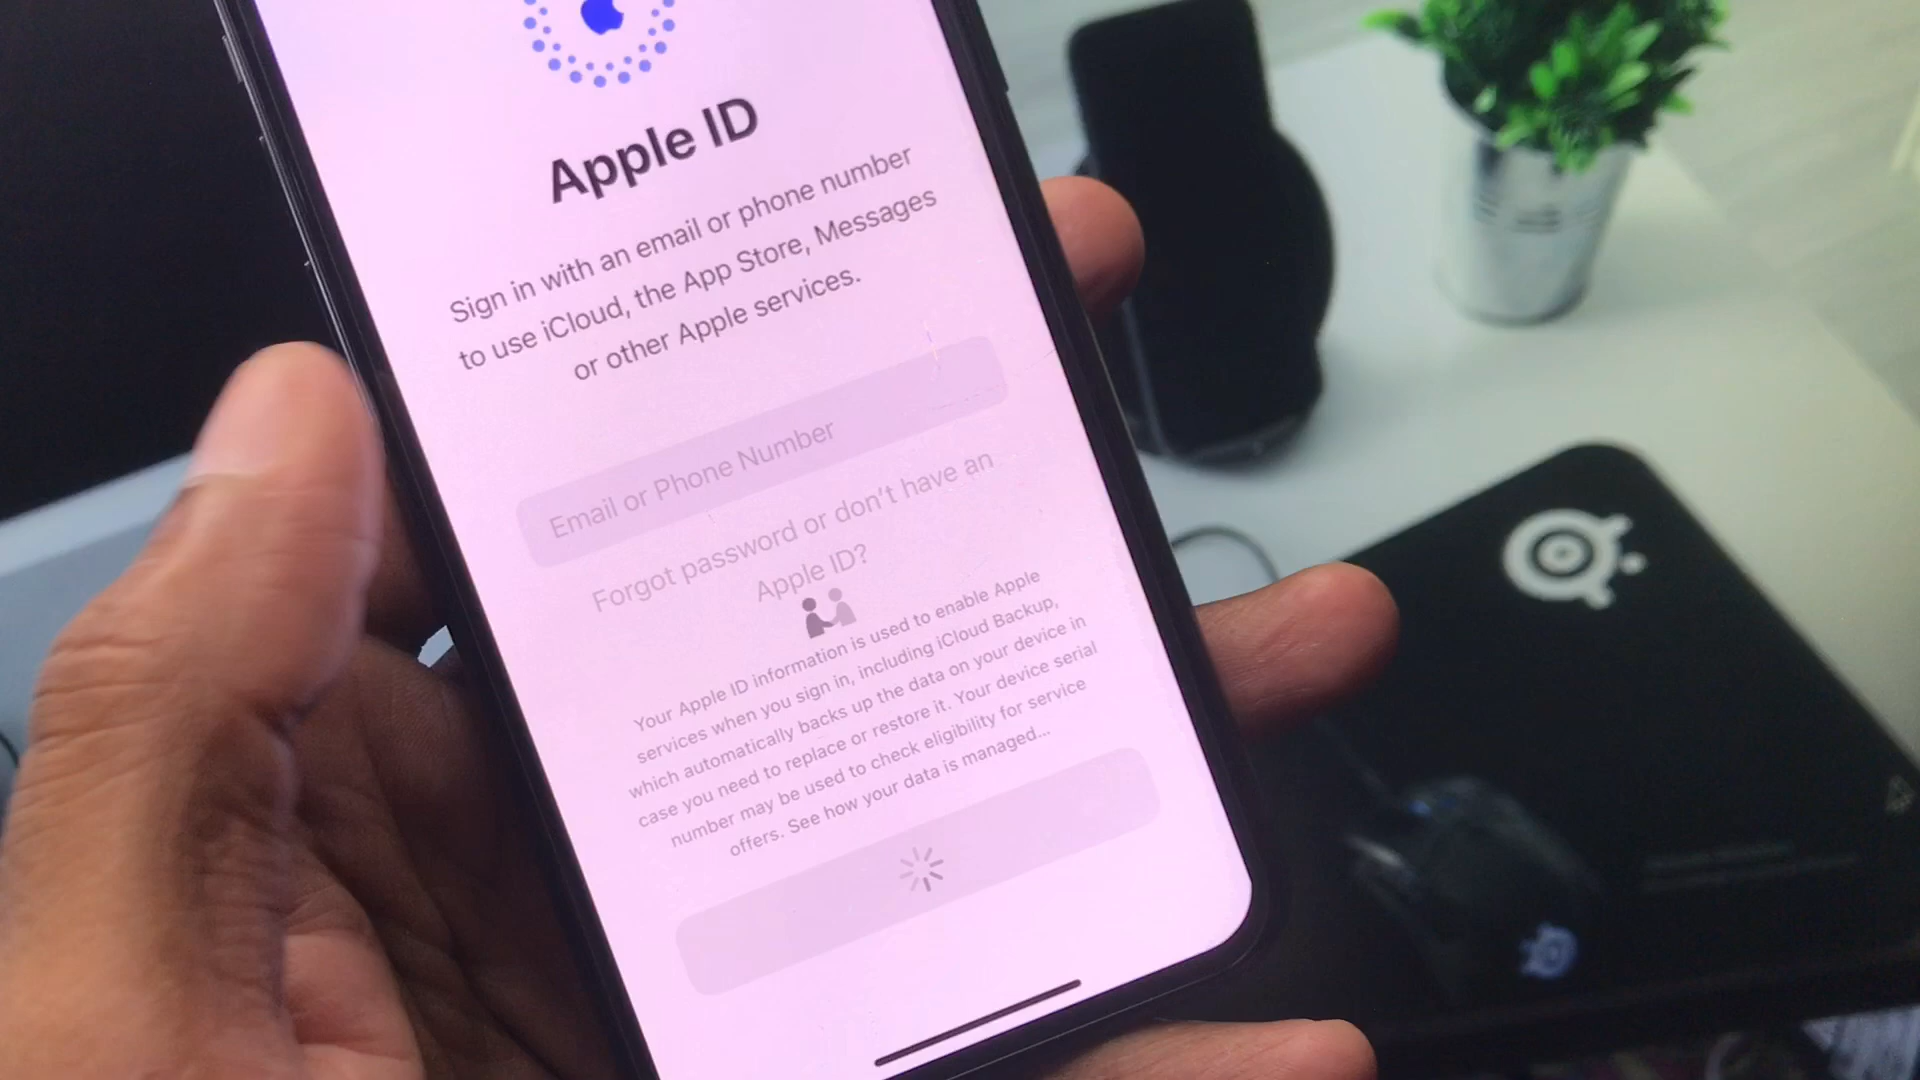 Apple ID
Sign in with an email or phone number
to use iCloud, the App Store, Messages
or other Apple services.
Email or Phone Number
Forgot password or don't have an
Apple ID?
Your Apple ID information is used to enable Apple
services when you sign in, including iCloud Backup,
which automatically backs up the data on your device in
case you need to replace or restore it. Your device serial
number may be used to check eligibility for service
offers. See how your data is managed...